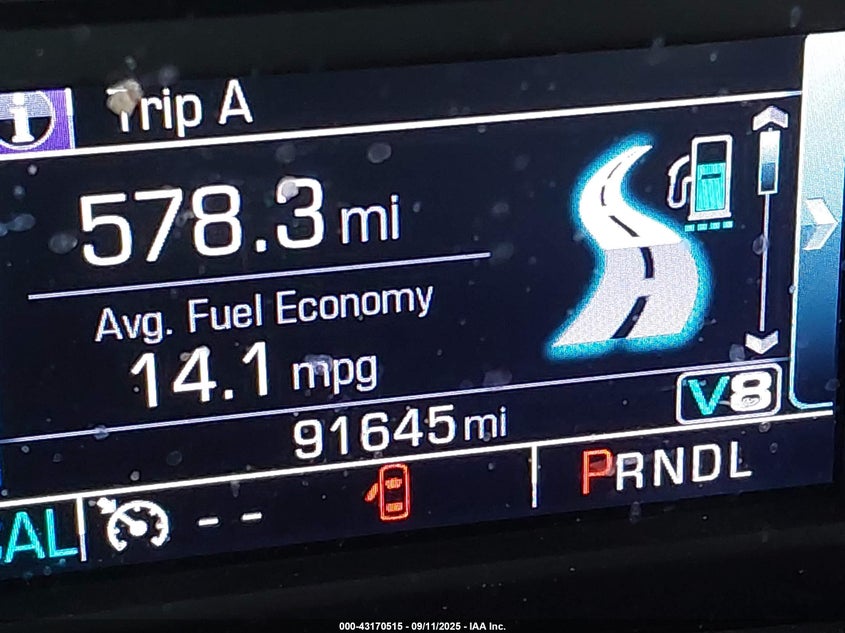 Trip A
578.3 mi
Avg. Fuel Economy
14.1 mpg
91645 mi
V8
AL
--
PRNDL
000-43170515 - 09/11/2025 - IAA Inc.